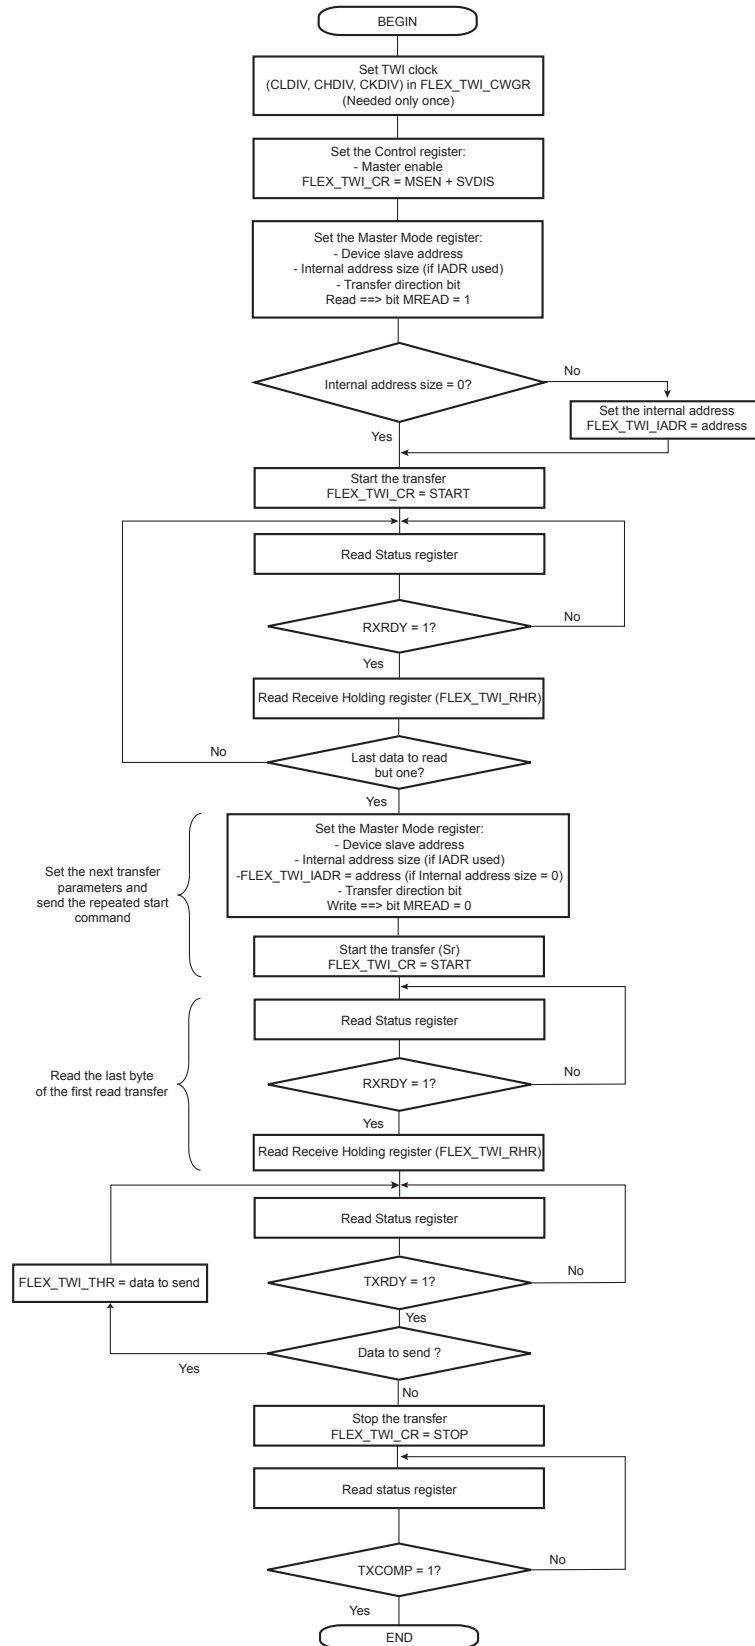 BEGIN
Set TWI clock
(CLDIV, CHDIV, CKDIV) in FLEX_TWI_CWGR
(Needed only once)
Set the Control register:
- Master enable
FLEX_TWI_CR = MSEN + SVDIS
Set the Master Mode register:
- Device slave address
- Internal address size (if IADR used)
- Transfer direction bit
Read ==> bit MREAD = 1
Internal address size = 0?
No
Set the internal address
FLEX_TWI_IADR = address
Yes
Start the transfer
FLEX_TWI_CR = START
Read Status register
RXRDY = 1?
No
Yes
Read Receive Holding register (FLEX_TWI_RHR)
No
Last data to read
but one?
Yes
Set the next transfer
parameters and
send the repeated start
command
Set the Master Mode register:
- Device slave address
- Internal address size (if IADR used)
-FLEX_TWI_IADR = address (if Internal address size = 0)
- Transfer direction bit
Write ==> bit MREAD = 0
Start the transfer (Sr)
FLEX_TWI_CR = START
Read the last byte
of the first read transfer
Read Status register
RXRDY = 1?
No
Yes
Read Receive Holding register (FLEX_TWI_RHR)
Read Status register
FLEX_TWI_THR = data to send
TXRDY = 1?
No
Yes
Data to send ?
Yes
No
Stop the transfer
FLEX_TWI_CR = STOP
Read status register
TXCOMP = 1?
No
Yes
END